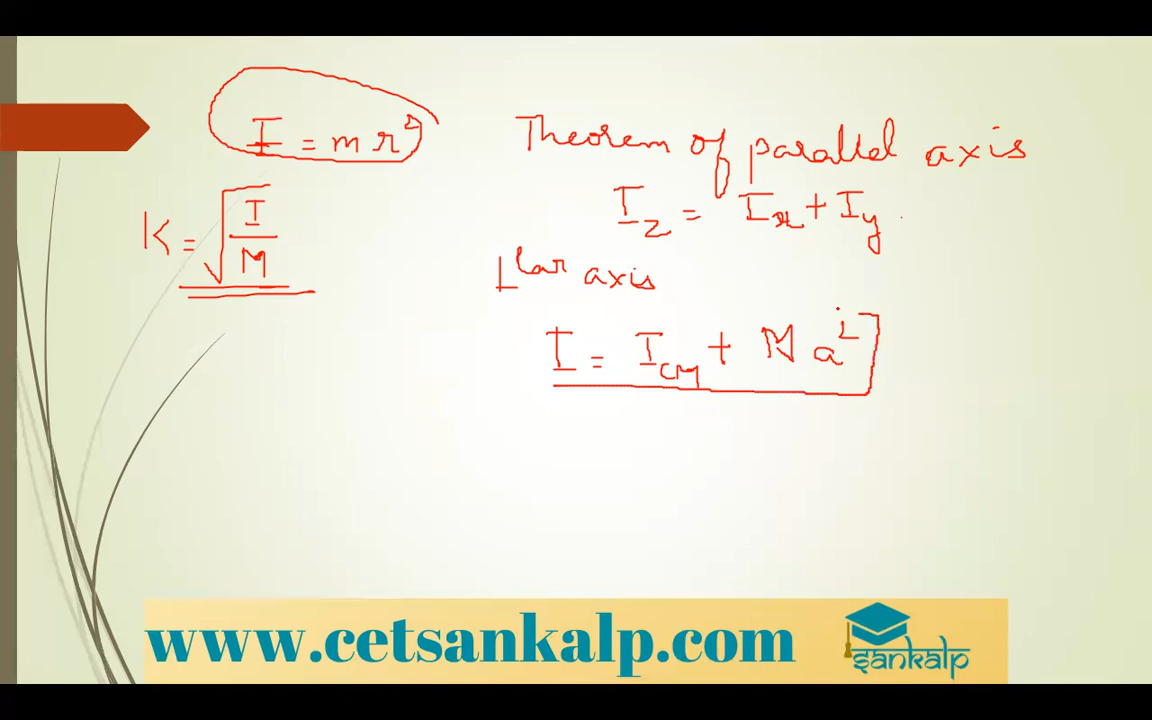 I = mr²
K = √(I/M)
Theorem of parallel axis
I_z = I_x + I_y
⊥lar axis
I = I_CM + Ma²
www.cetsankalp.com
sankalp